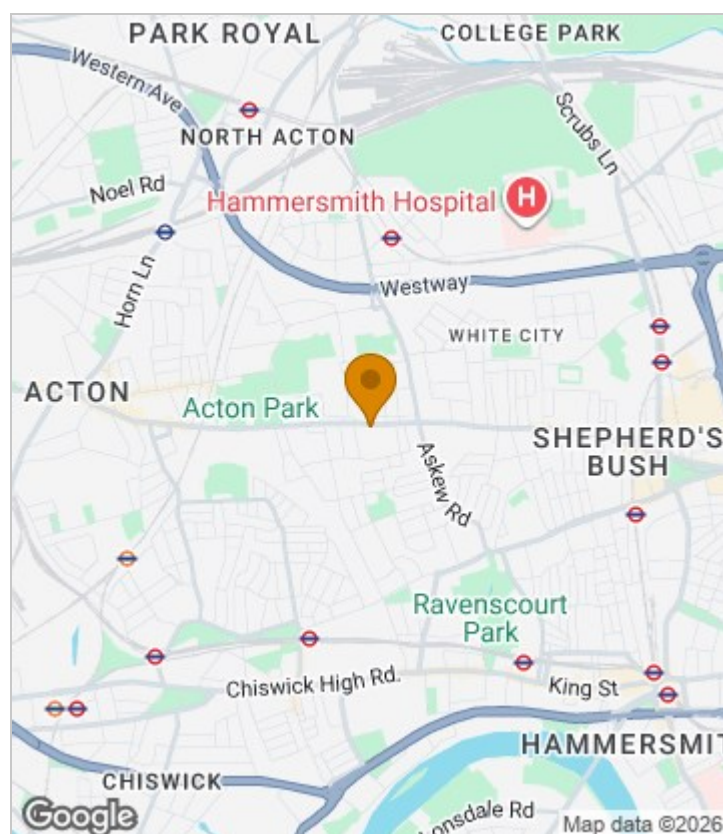 PARK ROYAL
COLLEGE PARK
Western Ave
Scrubs Ln
NORTH ACTON
Noel Rd
Hammersmith Hospital
H
Horn Ln
Westway
WHITE CITY
ACTON
Acton Park
SHEPHERD'S
BUSH
Askew Rd
Ravenscourt
Park
Chiswick High Rd.
King St
HAMMERSMIT
CHISWICK
Google
onsdale Rd
Map data ©2026